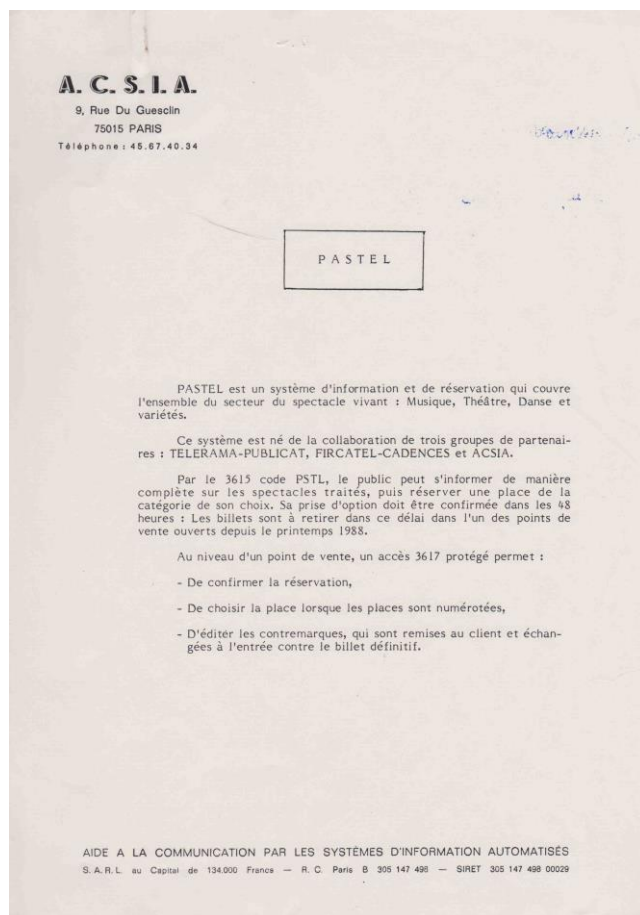 A. C. S. I. A.
9, Rue Du Guesclin
75015 PARIS
Téléphone : 45.67.40.34
PASTEL
PASTEL est un système d'information et de réservation qui couvre
l'ensemble du secteur du spectacle vivant : Musique, Théâtre, Danse et
variétés.
Ce système est né de la collaboration de trois groupes de partenai-
res : TELERAMA-PUBLICAT, FIRCATEL-CADENCES et ACSIA.
Par le 3615 code PSTL, le public peut s'informer de manière
complète sur les spectacles traités, puis réserver une place de la
catégorie de son choix. Sa prise d'option doit être confirmée dans les 48
heures : Les billets sont à retirer dans ce délai dans l'un des points de
vente ouverts depuis le printemps 1988.
Au niveau d'un point de vente, un accès 3617 protégé permet :
- De confirmer la réservation,
- De choisir la place lorsque les places sont numérotées,
- D'éditer les contremarques, qui sont remises au client et échan-
gées à l'entrée contre le billet définitif.
AIDE A LA COMMUNICATION PAR LES SYSTÈMES D'INFORMATION AUTOMATISÉS
S.A.R.L. au Capital de 134.000 Francs — R. C. Paris B 305 147 498 — SIRET 305 147 498 00029